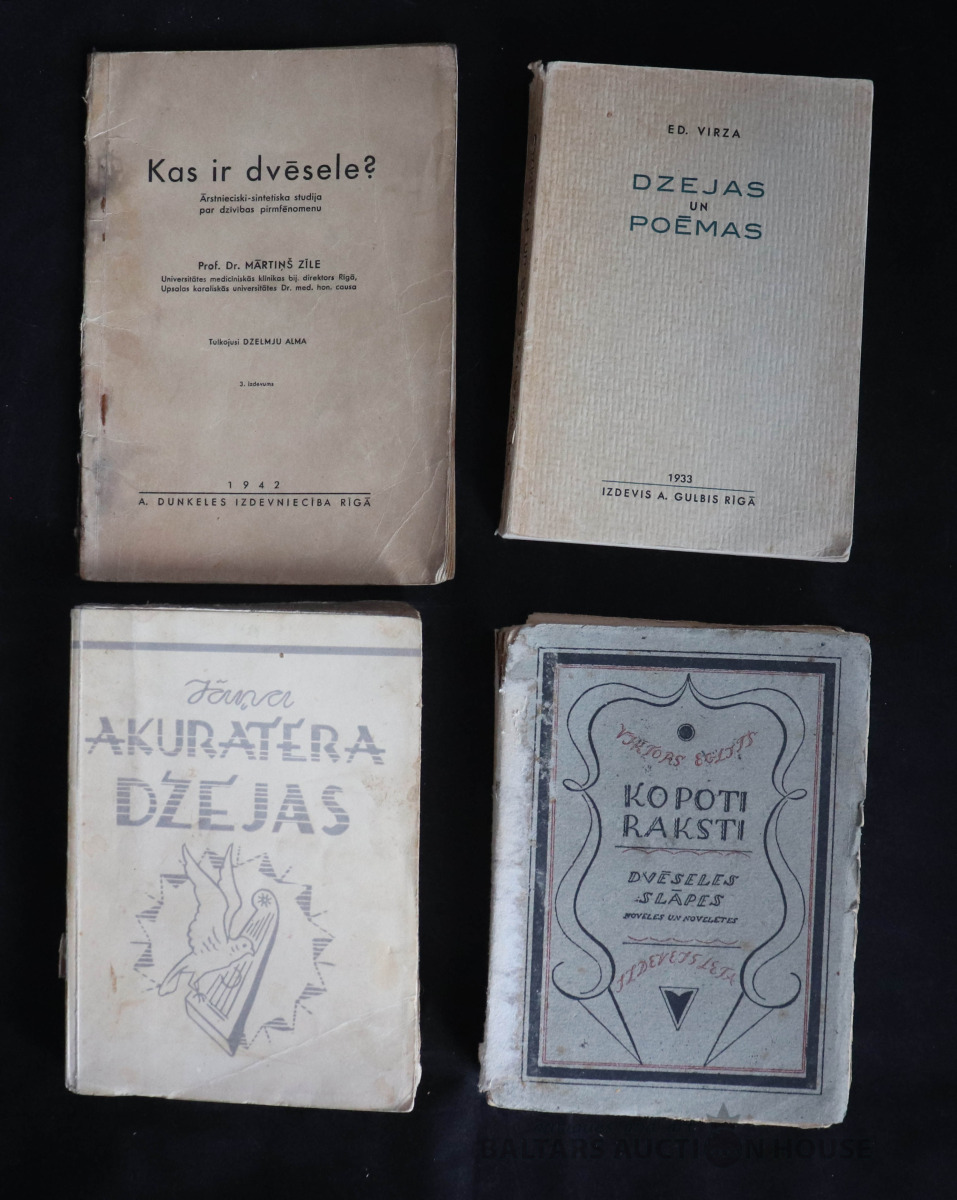 Kas ir dvēsele?
Ārstnieciski-sintetiska studija
par dzīvības pirmfēnomenu
Prof. Dr. MĀRTIŅŠ ZĪLE
Universitātes medicīniskās klīnikas bij. direktors Rīgā,
Upsalas karaliskās universitātes Dr. med. hon. causa
Tulkojusi DZELMJU ALMA
3. izdevums
1942
A. DUNKELES IZDEVNIECĪBA RĪGĀ
ED. VIRZA
DZEJAS
UN
POĒMAS
1933
IZDEVIS A. GULBIS RĪGĀ
Jāņa
AKURATERA
DZEJAS
VIKTORS EGLĪTS
KOPOTI
RAKSTI
DVĒSELES
SLĀPES
NOVELES UN NOVELETES
BALTARS AUCTION HOUSE